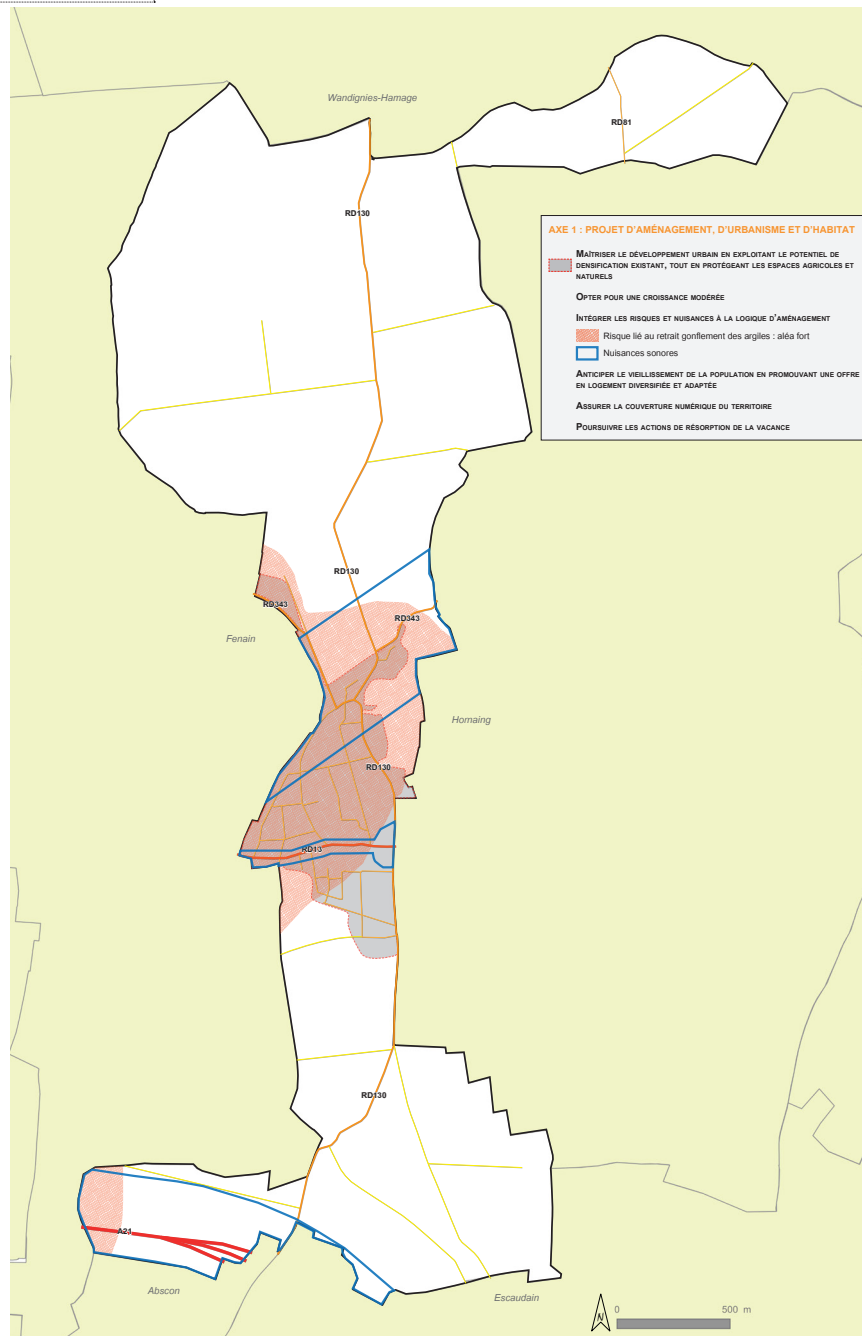 Wandignies-Hamage
RD81
RD130
AXE 1 : PROJET D'AMÉNAGEMENT, D'URBANISME ET D'HABITAT
MAÎTRISER LE DÉVELOPPEMENT URBAIN EN EXPLOITANT LE POTENTIEL DE
DENSIFICATION EXISTANT, TOUT EN PROTÉGEANT LES ESPACES AGRICOLES ET
NATURELS
OPTER POUR UNE CROISSANCE MODÉRÉE
INTÉGRER LES RISQUES ET NUISANCES À LA LOGIQUE D'AMÉNAGEMENT
Risque lié au retrait gonflement des argiles : aléa fort
Nuisances sonores
ANTICIPER LE VIEILLISSEMENT DE LA POPULATION EN PROMOUVANT UNE OFFRE
EN LOGEMENT DIVERSIFIÉE ET ADAPTÉE
ASSURER LA COUVERTURE NUMÉRIQUE DU TERRITOIRE
POURSUIVRE LES ACTIONS DE RÉSORPTION DE LA VACANCE
RD130
RD343
RD343
Fenain
Hornaing
RD130
RD13
RD130
A21
Abscon
Escaudain
N
0 500 m